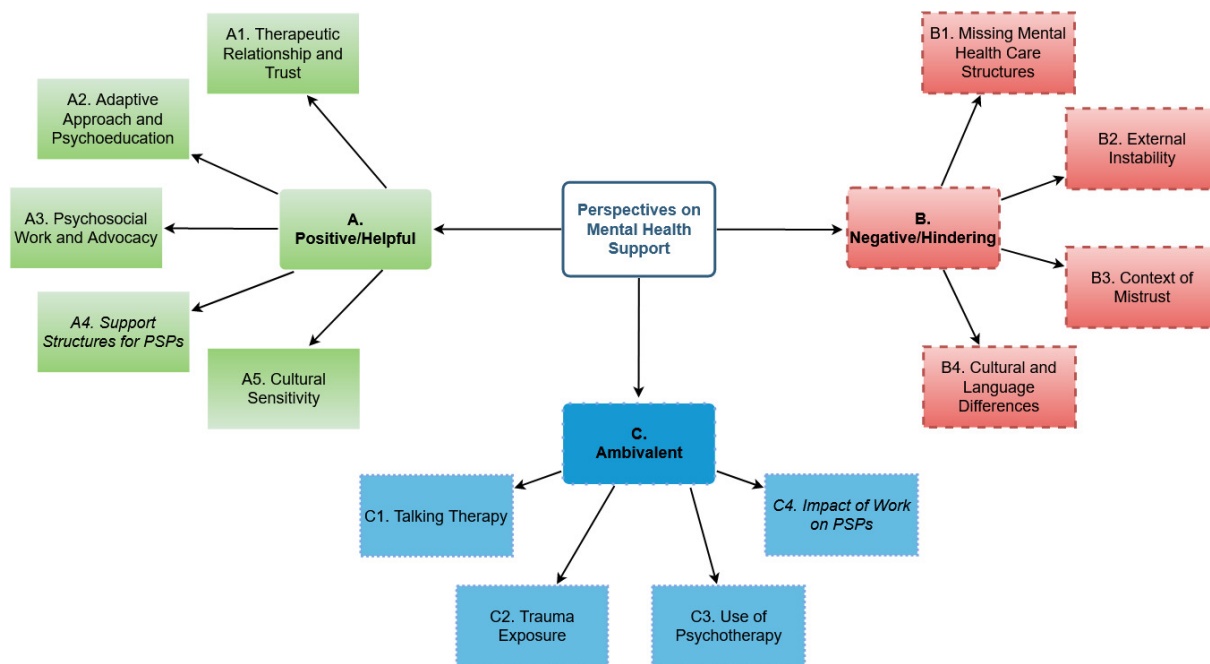 A1. Therapeutic
Relationship and
Trust
A2. Adaptive
Approach and
Psychoeducation
A3. Psychosocial
Work and Advocacy
A4. Support
Structures for PSPs
A5. Cultural
Sensitivity
A.
Positive/Helpful
Perspectives on
Mental Health
Support
B.
Negative/Hindering
B1. Missing Mental
Health Care
Structures
B2. External
Instability
B3. Context of
Mistrust
B4. Cultural and
Language
Differences
C.
Ambivalent
C1. Talking Therapy
C2. Trauma
Exposure
C3. Use of
Psychotherapy
C4. Impact of Work
on PSPs